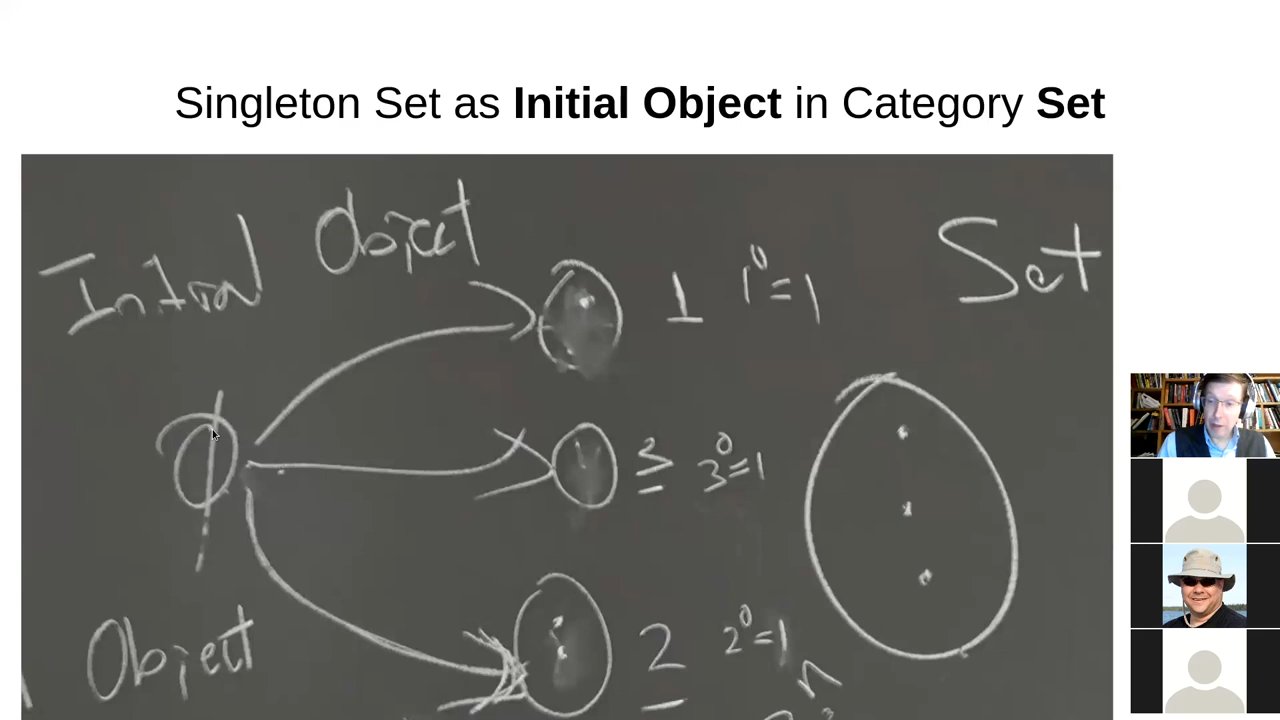 Singleton Set as Initial Object in Category Set
Initial Object
Set
1 1⁰=1
∅
3 3⁰=1
2 2⁰=1
n
Object